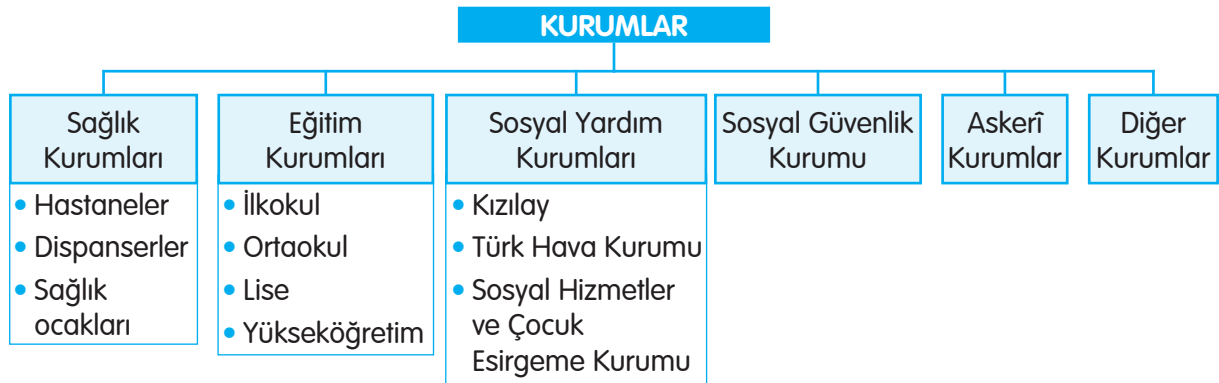 KURUMLAR
Sağlık
Kurumları
Eğitim
Kurumları
Sosyal Yardım
Kurumları
Sosyal Güvenlik
Kurumu
Askerî
Kurumlar
Diğer
Kurumlar
• Hastaneler
• Dispanserler
• Sağlık
ocakları
• İlkokul
• Ortaokul
• Lise
• Yükseköğretim
• Kızılay
• Türk Hava Kurumu
• Sosyal Hizmetler
ve Çocuk
Esirgeme Kurumu